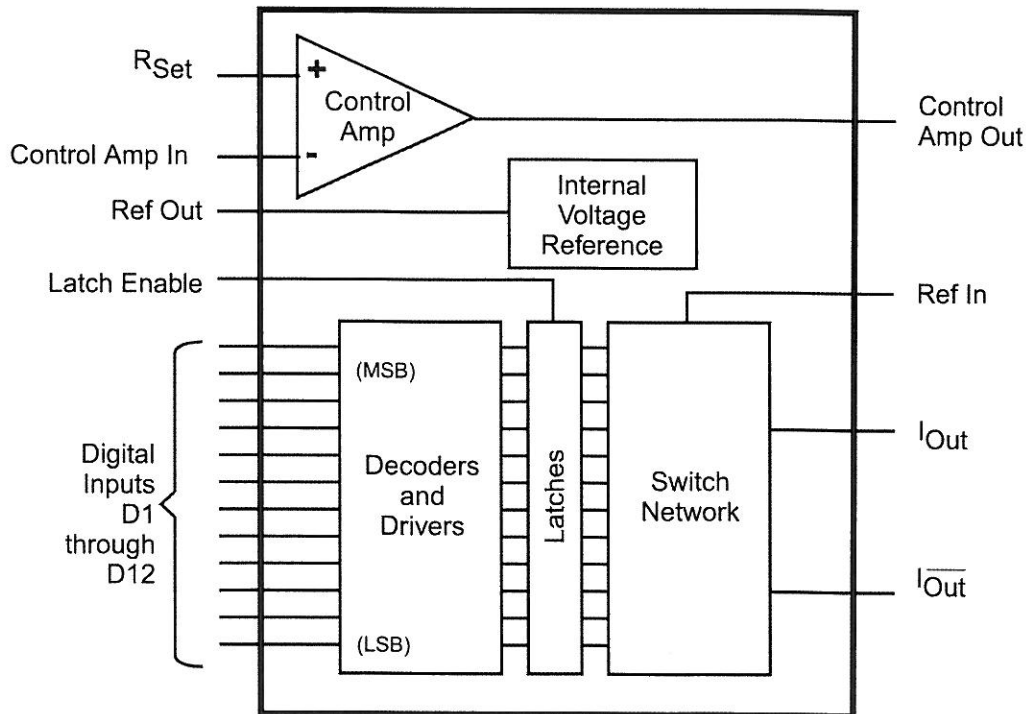 RSet
+
Control
Amp
-
Control Amp In
Control
Amp Out
Ref Out
Internal
Voltage
Reference
Latch Enable
Ref In
(MSB)
Digital
Inputs
D1
through
D12
Decoders
and
Drivers
Latches
Switch
Network
(LSB)
IOut
IOut